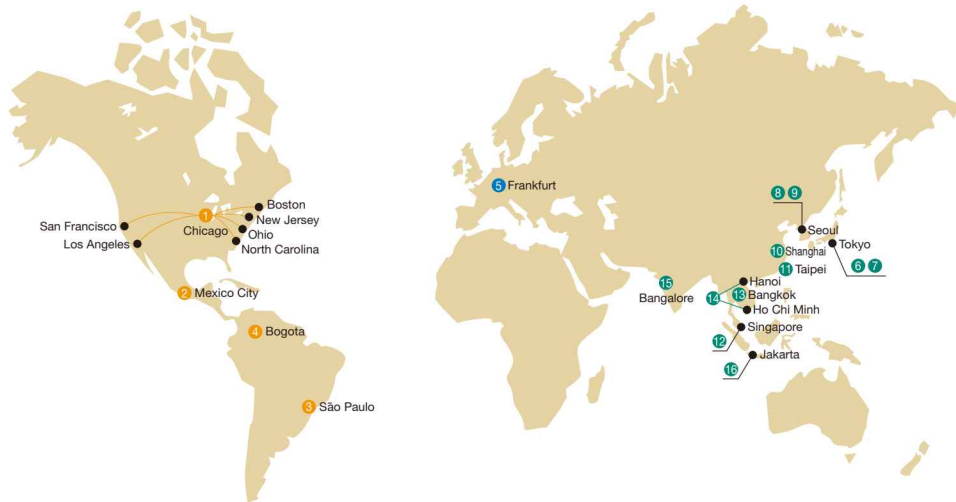 1
Boston
New Jersey
Ohio
North Carolina
Chicago
San Francisco
Los Angeles
2 Mexico City
4 Bogota
3 São Paulo
5 Frankfurt
8 9
Seoul
Tokyo
6 7
10 Shanghai
11 Taipei
15
Bangalore
Hanoi
13 Bangkok
14
Ho Chi Minh
Singapore
12
Jakarta
16